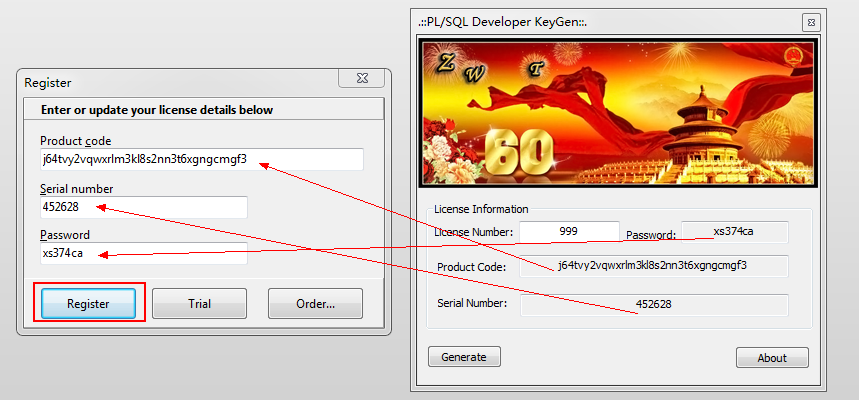 .::PL/SQL Developer KeyGen::.
Z W T
60
Register
Enter or update your license details below
Product code
j64tvy2vqwxrlm3kl8s2nn3t6xgngcmgf3
Serial number
452628
Password
xs374ca
Register Trial Order...
License Information
License Number: 999 Password: xs374ca
Product Code: j64tvy2vqwxrlm3kl8s2nn3t6xgngcmgf3
Serial Number: 452628
Generate About